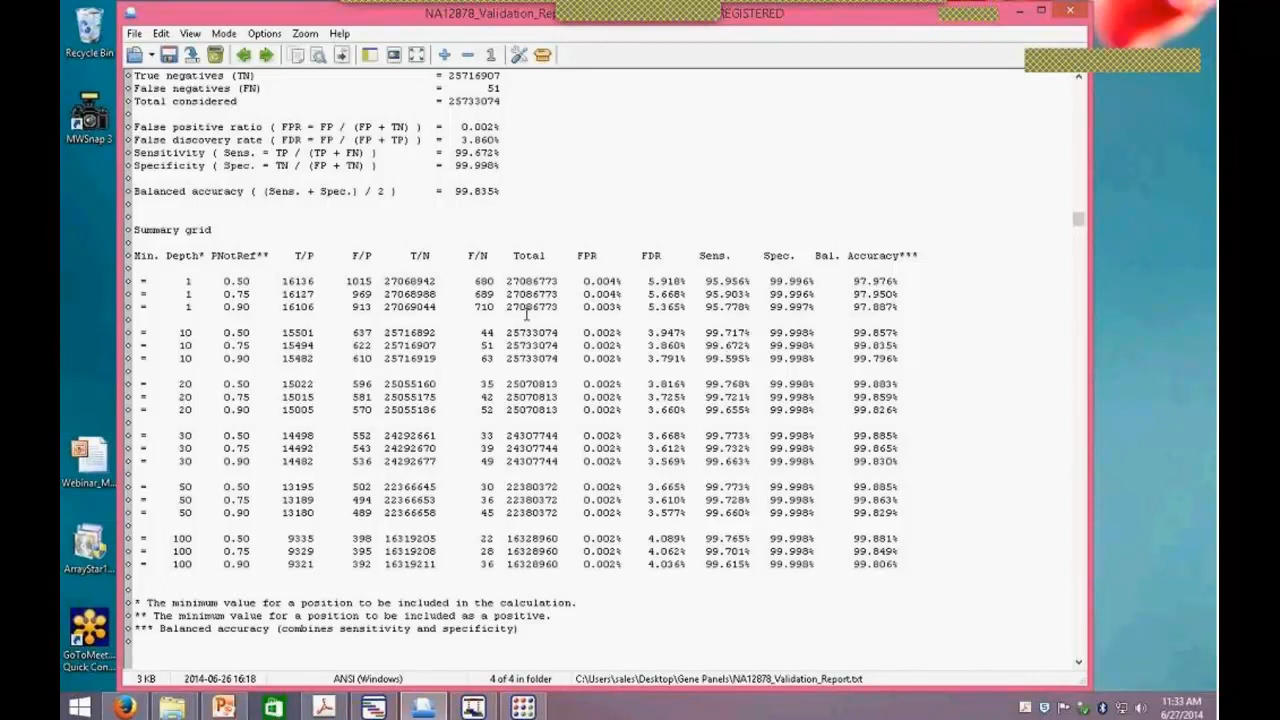 NA12878_Validation_Rep
REGISTERED
File Edit View Mode Options Zoom Help
Recycle Bin
MWSnap 3
Webinar_M...
ArrayStar1...
GoToMeet...
Quick Con...
True negatives (TN) = 25716907
False negatives (FN) = 51
Total considered = 25733074
False positive ratio ( FPR = FP / (FP + TN) ) = 0.002%
False discovery rate ( FDR = FP / (FP + TP) ) = 3.860%
Sensitivity ( Sens. = TP / (TP + FN) ) = 99.672%
Specificity ( Spec. = TN / (FP + TN) ) = 99.998%
Balanced accuracy ( (Sens. + Spec.) / 2 ) = 99.835%
Summary grid
Min. Depth* PNotRef** T/P F/P T/N F/N Total FPR FDR Sens. Spec. Bal. Accuracy***
= 1 0.50 16136 1015 27068942 680 27086773 0.004% 5.918% 95.956% 99.996% 97.976%
= 1 0.75 16127 969 27068988 689 27086773 0.004% 5.668% 95.903% 99.996% 97.950%
= 1 0.90 16106 913 27069044 710 27086773 0.003% 5.365% 95.778% 99.997% 97.887%
= 10 0.50 15501 637 25716892 44 25733074 0.002% 3.947% 99.717% 99.998% 99.857%
= 10 0.75 15494 622 25716907 51 25733074 0.002% 3.860% 99.672% 99.998% 99.835%
= 10 0.90 15482 610 25716919 63 25733074 0.002% 3.791% 99.595% 99.998% 99.796%
= 20 0.50 15022 596 25055160 35 25070813 0.002% 3.816% 99.768% 99.998% 99.883%
= 20 0.75 15015 581 25055175 42 25070813 0.002% 3.725% 99.721% 99.998% 99.859%
= 20 0.90 15005 570 25055186 52 25070813 0.002% 3.660% 99.655% 99.998% 99.826%
= 30 0.50 14498 552 24292661 33 24307744 0.002% 3.668% 99.773% 99.998% 99.885%
= 30 0.75 14492 543 24292670 39 24307744 0.002% 3.612% 99.732% 99.998% 99.865%
= 30 0.90 14482 536 24292677 49 24307744 0.002% 3.569% 99.663% 99.998% 99.830%
= 50 0.50 13195 502 22366645 30 22380372 0.002% 3.665% 99.773% 99.998% 99.885%
= 50 0.75 13189 494 22366653 36 22380372 0.002% 3.610% 99.728% 99.998% 99.863%
= 50 0.90 13180 489 22366658 45 22380372 0.002% 3.577% 99.660% 99.998% 99.829%
= 100 0.50 9335 398 16319205 22 16328960 0.002% 4.089% 99.765% 99.998% 99.881%
= 100 0.75 9329 395 16319208 28 16328960 0.002% 4.062% 99.701% 99.998% 99.849%
= 100 0.90 9321 392 16319211 36 16328960 0.002% 4.036% 99.615% 99.998% 99.806%
* The minimum value for a position to be included in the calculation.
** The minimum value for a position to be included as a positive.
*** Balanced accuracy (combines sensitivity and specificity)
3 KB 2014-06-26 16:18 ANSI (Windows) 4 of 4 in folder C:\Users\sales\Desktop\Gene Panels\NA12878_Validation_Report.txt
11:33 AM
6/27/2014